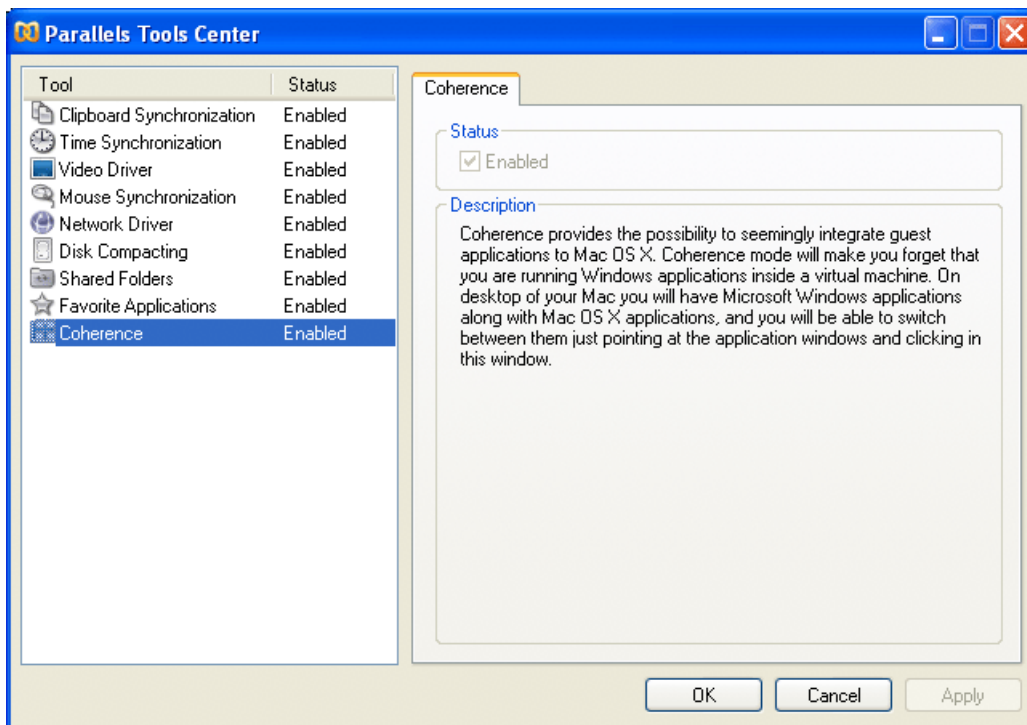 Parallels Tools Center
Tool Status
Clipboard Synchronization Enabled
Time Synchronization Enabled
Video Driver Enabled
Mouse Synchronization Enabled
Network Driver Enabled
Disk Compacting Enabled
Shared Folders Enabled
Favorite Applications Enabled
Coherence Enabled
Coherence
Status
Enabled
Description
Coherence provides the possibility to seemingly integrate guest
applications to Mac OS X. Coherence mode will make you forget that
you are running Windows applications inside a virtual machine. On
desktop of your Mac you will have Microsoft Windows applications
along with Mac OS X applications, and you will be able to switch
between them just pointing at the application windows and clicking in
this window.
OK Cancel Apply